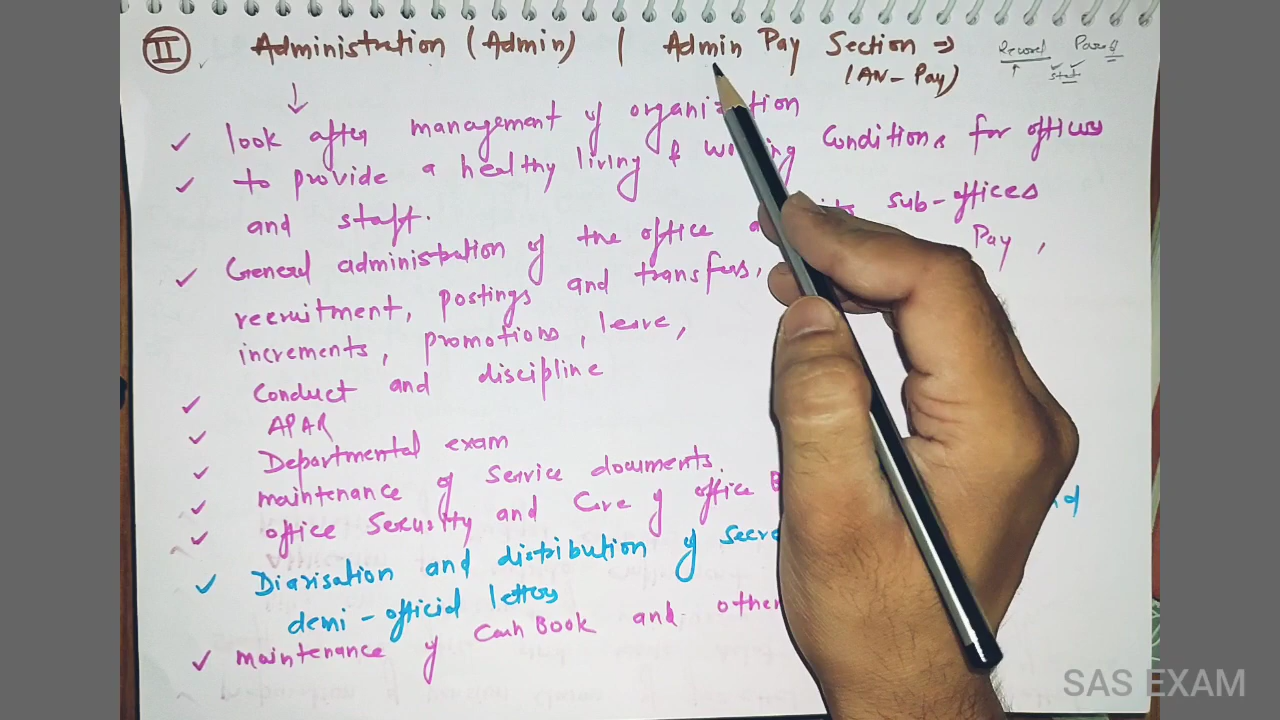 II Administration (Admin) | Admin Pay Section ⇒
(AN - Pay)
Record
look after management of organization
to provide a healthy living & working Conditions for officers
and staff.
General administration of the office its sub-offices
recruitment, postings and transfers, Pay,
increments, promotions, leave,
Conduct and discipline
APAR
Departmental exam
maintenance of service documents.
office Security and Care of office
Diarisation and distribution of
demi-official letters
maintenance of Cash Book and other
SAS EXAM